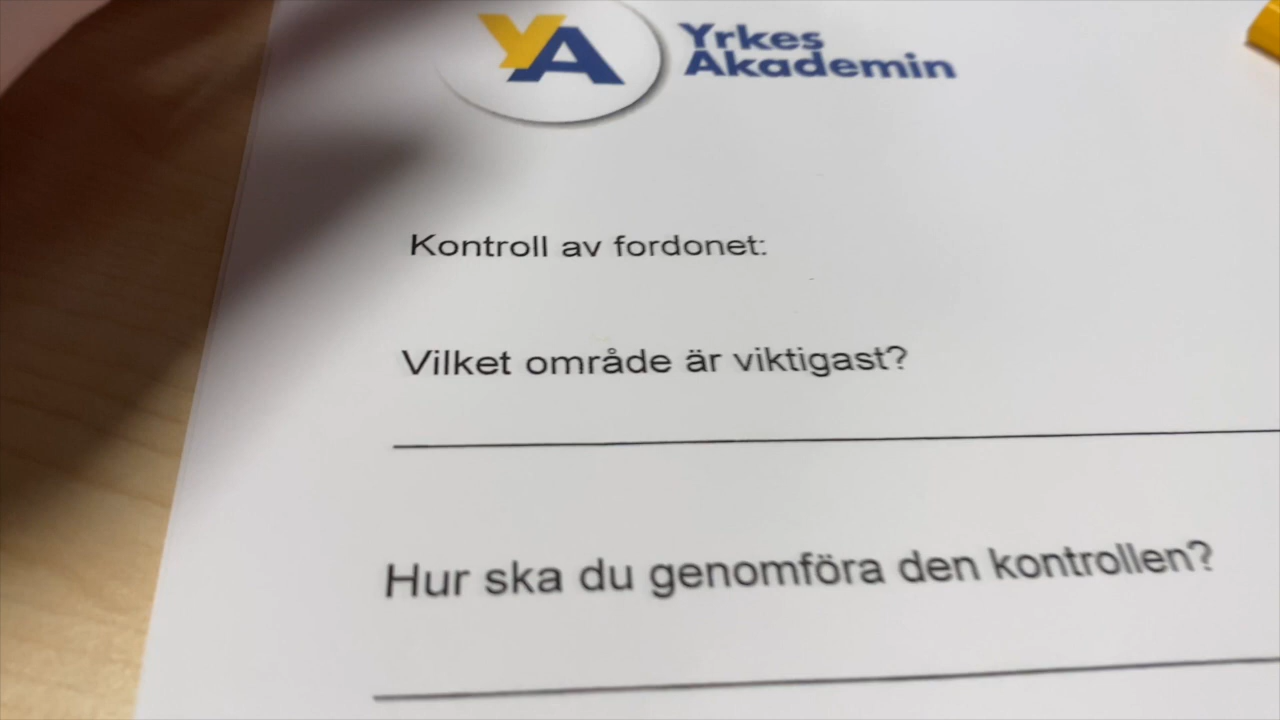 YA Yrkes
Akademin
Kontroll av fordonet:
Vilket område är viktigast?
Hur ska du genomföra den kontrollen?